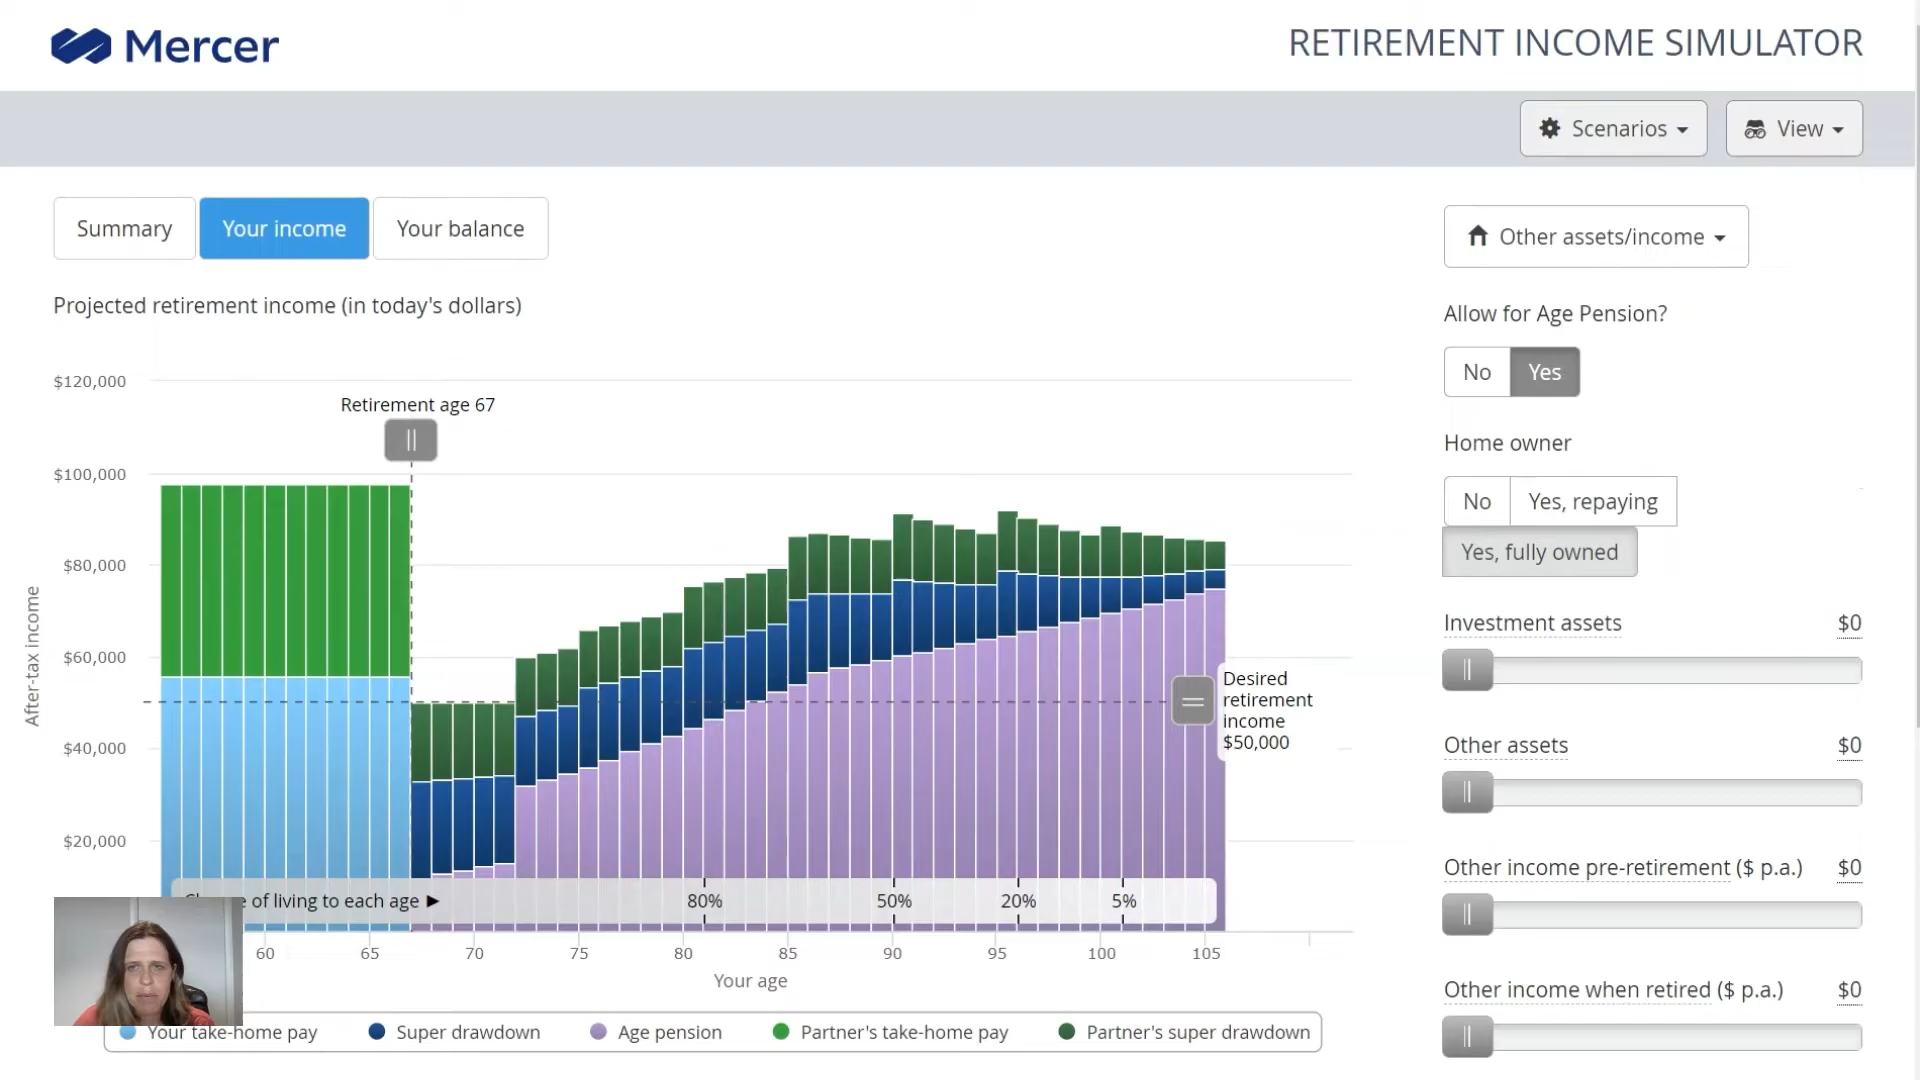 Mercer
RETIREMENT INCOME SIMULATOR
Scenarios
View
Summary
Your income
Your balance
Other assets/income
Projected retirement income (in today's dollars)
Allow for Age Pension?
No
Yes
Home owner
No
Yes, repaying
Yes, fully owned
Investment assets
$0
Other assets
$0
Other income pre-retirement ($ p.a.)
$0
Other income when retired ($ p.a.)
$0
After-tax income
$120,000
$100,000
$80,000
$60,000
$40,000
$20,000
Retirement age 67
Desired
retirement
income
$50,000
of living to each age ▶
80%
50%
20%
5%
60
65
70
75
80
85
90
95
100
105
Your age
Your take-home pay
Super drawdown
Age pension
Partner's take-home pay
Partner's super drawdown